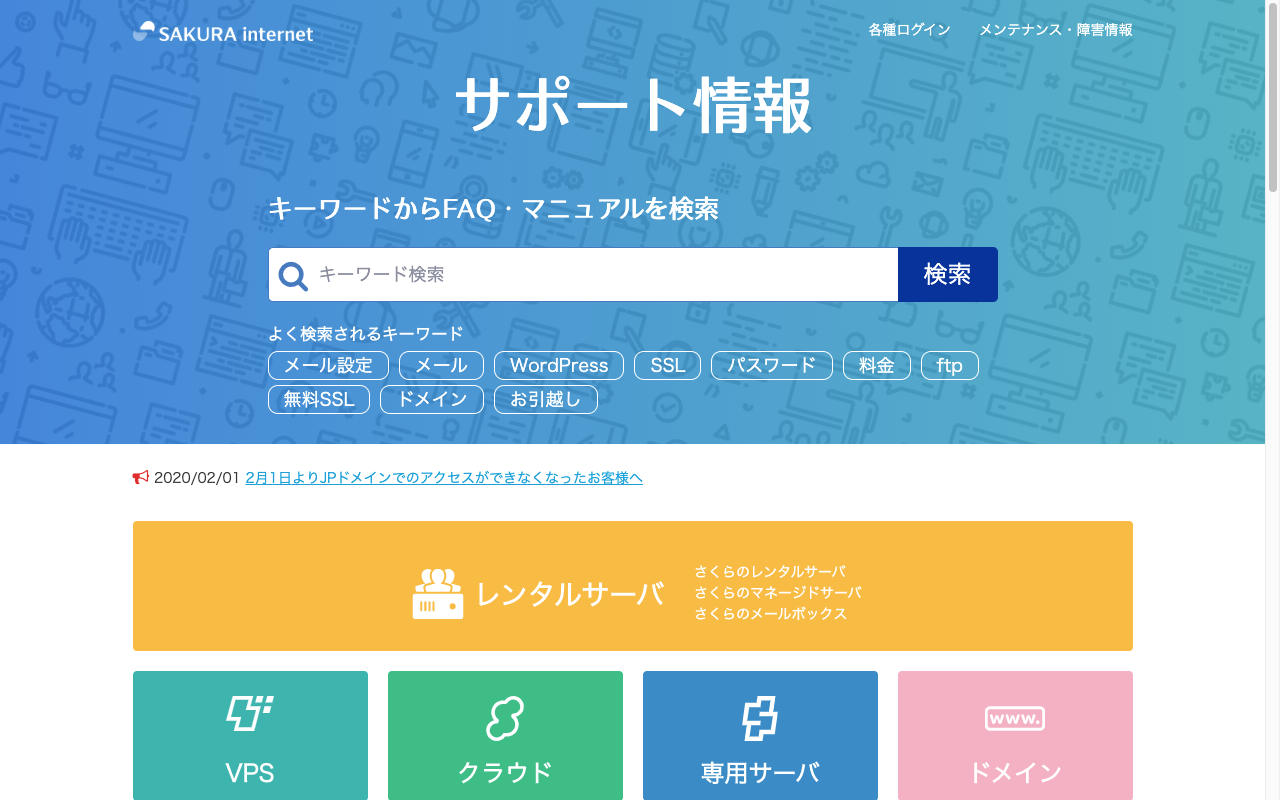 SAKURA internet
各種ログイン メンテナンス・障害情報
サポート情報
キーワードからFAQ・マニュアルを検索
キーワード検索 検索
よく検索されるキーワード
メール設定 メール WordPress SSL パスワード 料金 ftp
無料SSL ドメイン お引越し
2020/02/01 2月1日よりJPドメインでのアクセスができなくなったお客様へ
レンタルサーバ
さくらのレンタルサーバ
さくらのマネージドサーバ
さくらのメールボックス
www.
VPS クラウド 専用サーバ ドメイン